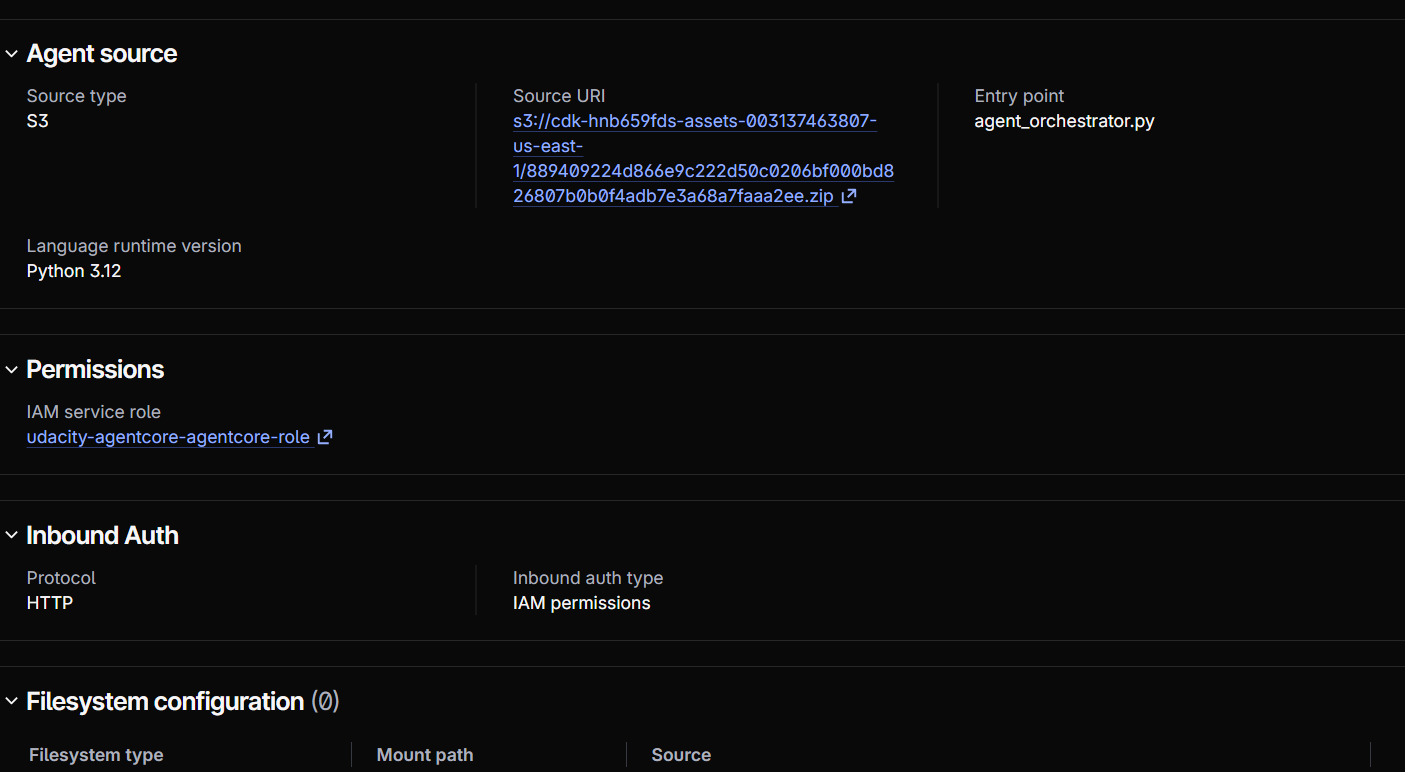 Agent source
Source type
S3
Source URI
s3://cdk-hnb659fds-assets-003137463807-
us-east-
1/889409224d866e9c222d50c0206bf000bd8
26807b0b0f4adb7e3a68a7faaa2ee.zip
Entry point
agent_orchestrator.py
Language runtime version
Python 3.12
Permissions
IAM service role
udacity-agentcore-agentcore-role
Inbound Auth
Protocol
HTTP
Inbound auth type
IAM permissions
Filesystem configuration (0)
Filesystem type
Mount path
Source